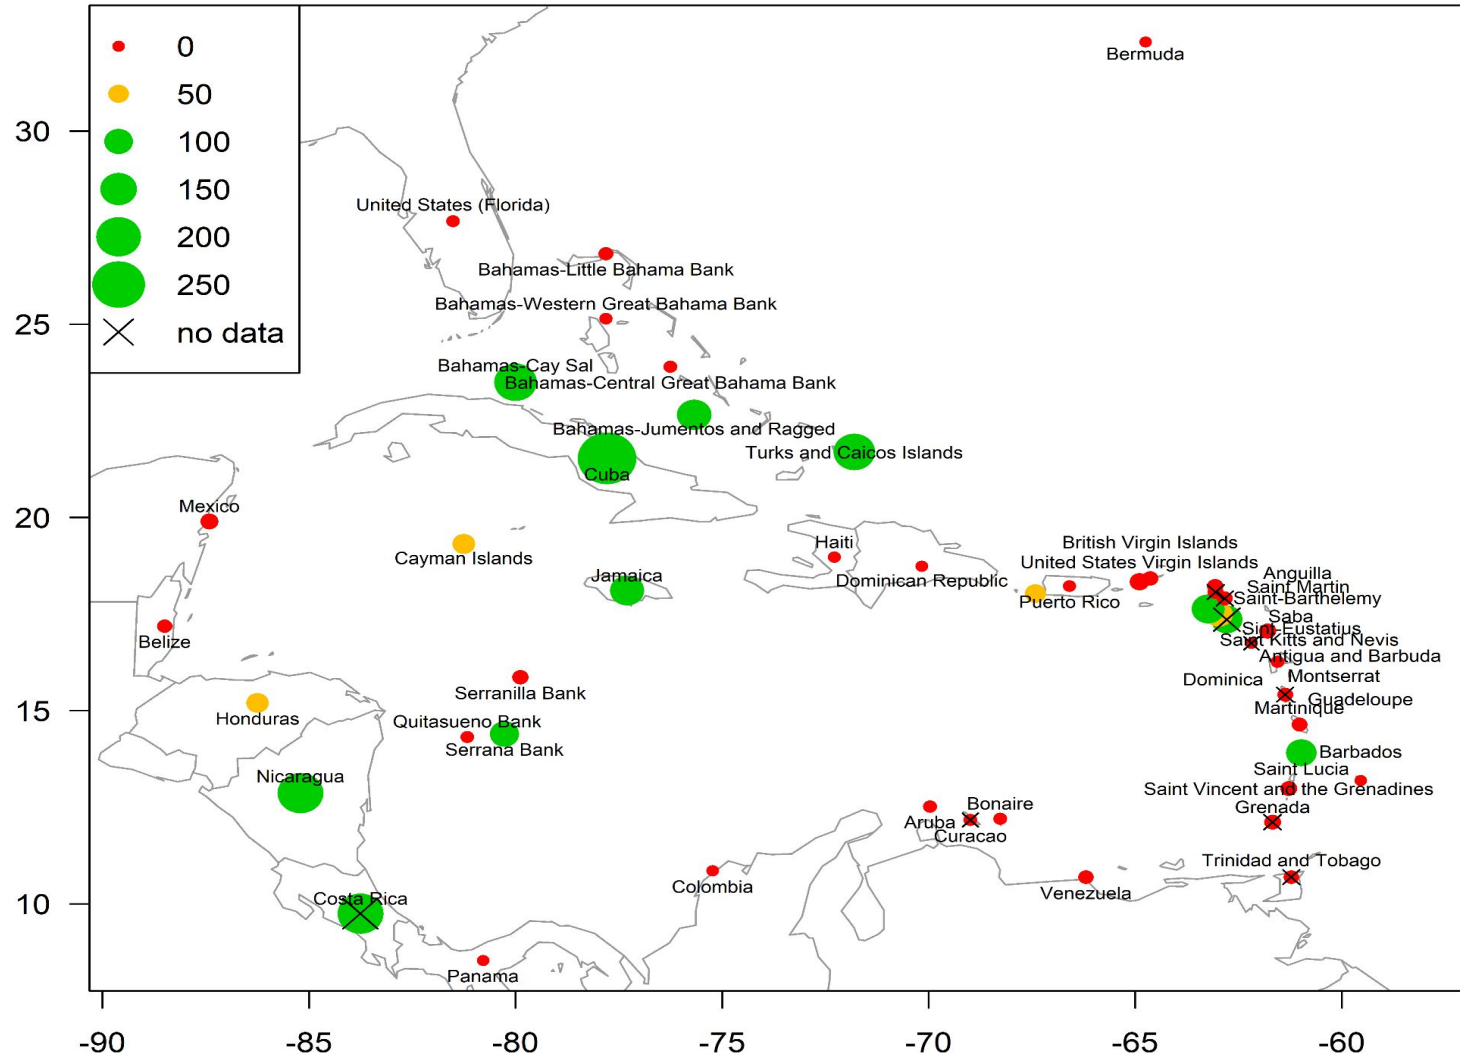 0
50
100
150
200
250
no data
Bermuda
30
United States (Florida)
Bahamas-Little Bahama Bank
Bahamas-Western Great Bahama Bank
25
Bahamas-Cay Sal
Bahamas-Central Great Bahama Bank
Bahamas-Jumentos and Ragged
Turks and Caicos Islands
Cuba
20
Mexico
Haiti
British Virgin Islands
Cayman Islands
United States Virgin Islands
Anguilla
Jamaica
Dominican Republic
Saint Martin
Puerto Rico
Saint-Barthelemy
Saba
Sint-Eustatius
Belize
Saint Kitts and Nevis
Antigua and Barbuda
Dominica
Montserrat
Serranilla Bank
Guadeloupe
15
Martinique
Honduras
Quitasueno Bank
Serrana Bank
Barbados
Saint Lucia
Nicaragua
Saint Vincent and the Grenadines
Bonaire
Grenada
Aruba
Curacao
Trinidad and Tobago
Colombia
Venezuela
Costa Rica
10
Panama
-90
-85
-80
-75
-70
-65
-60